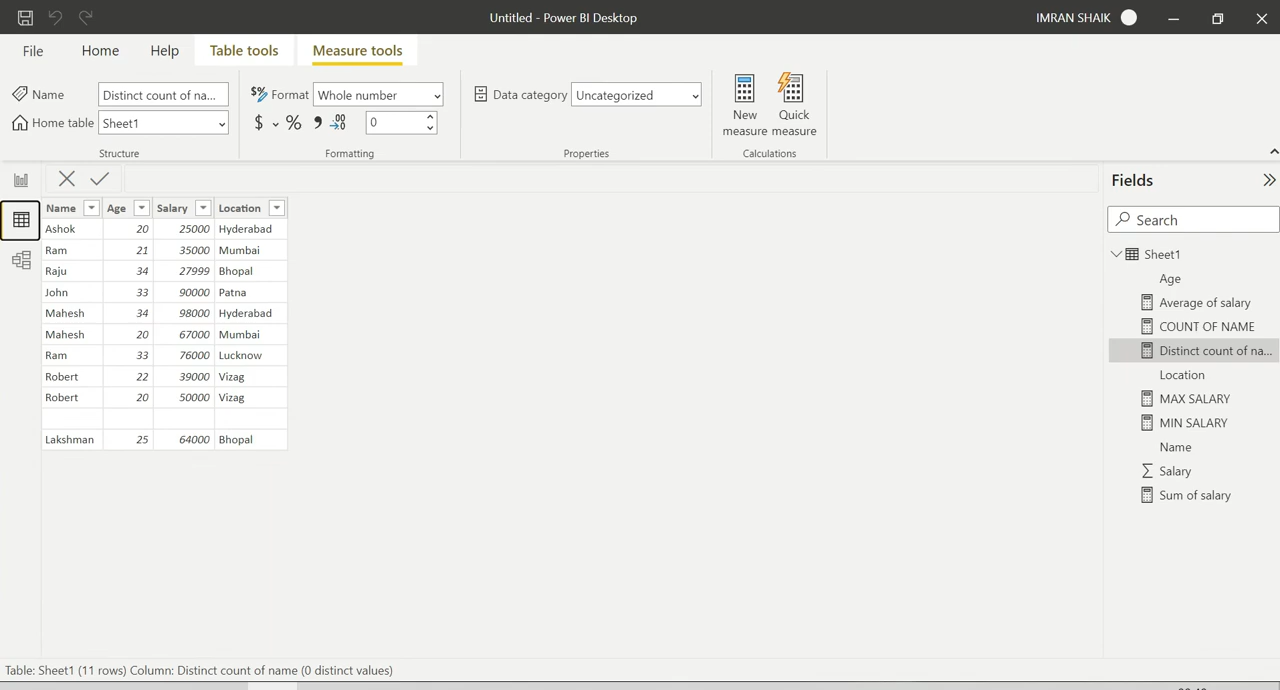 Untitled - Power BI Desktop
IMRAN SHAIK
File Home Help Table tools Measure tools
Name Distinct count of na...
Home table Sheet1
Structure
Format Whole number
$ % , .00 0
Formatting
Data category Uncategorized
Properties
New measure
Quick measure
Calculations
Name Age Salary Location
Ashok 20 25000 Hyderabad
Ram 21 35000 Mumbai
Raju 34 27999 Bhopal
John 33 90000 Patna
Mahesh 34 98000 Hyderabad
Mahesh 20 67000 Mumbai
Ram 33 76000 Lucknow
Robert 22 39000 Vizag
Robert 20 50000 Vizag
Lakshman 25 64000 Bhopal
Fields
Search
Sheet1
Age
Average of salary
COUNT OF NAME
Distinct count of na...
Location
MAX SALARY
MIN SALARY
Name
Σ Salary
Sum of salary
Table: Sheet1 (11 rows) Column: Distinct count of name (0 distinct values)